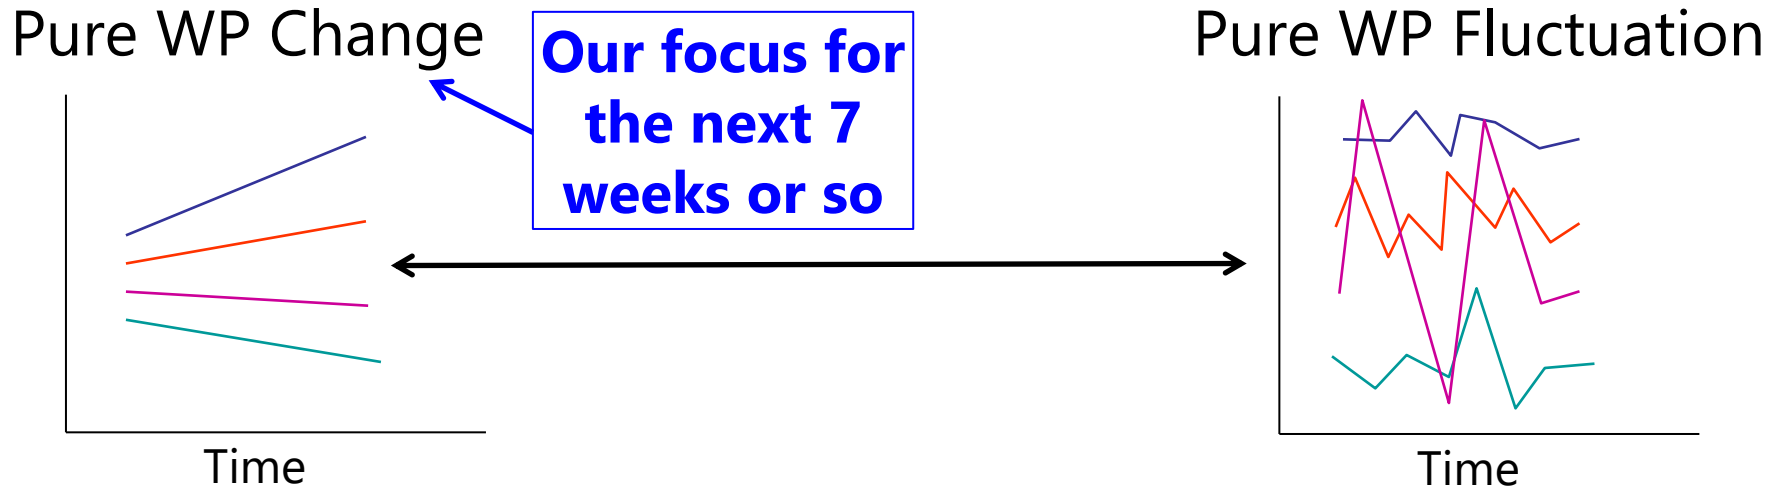 Pure WP Change
Our focus for
the next 7
weeks or so
Pure WP Fluctuation
Time
Time